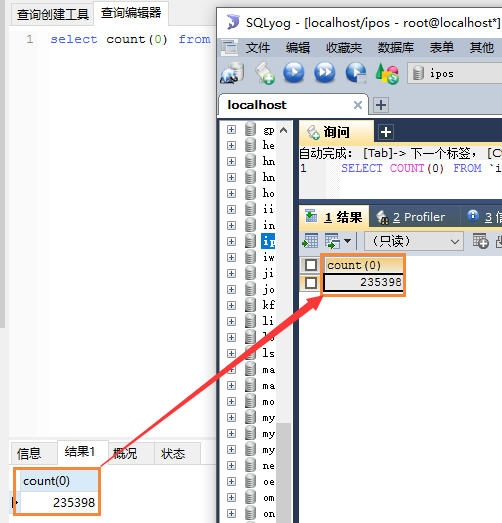 查询创建工具 查询编辑器
1 select count(0) from
信息 结果1 概况 状态
count(0)
235398
SQLyog - [localhost/ipos - root@localhost*]
文件 编辑 收藏夹 数据库 表单 其他
ipos
localhost
gp
he
hn
hn
ho
ii
in
ip
iw
ji
jo
kf
li
lo
ls
ma
ma
mo
my
my
my
ne
oe
om
on
询问
自动完成: [Tab]-> 下一个标签，[C
1 SELECT COUNT(0) FROM `i
1 结果 2 Profiler 3 信
（只读）
count(0)
235398